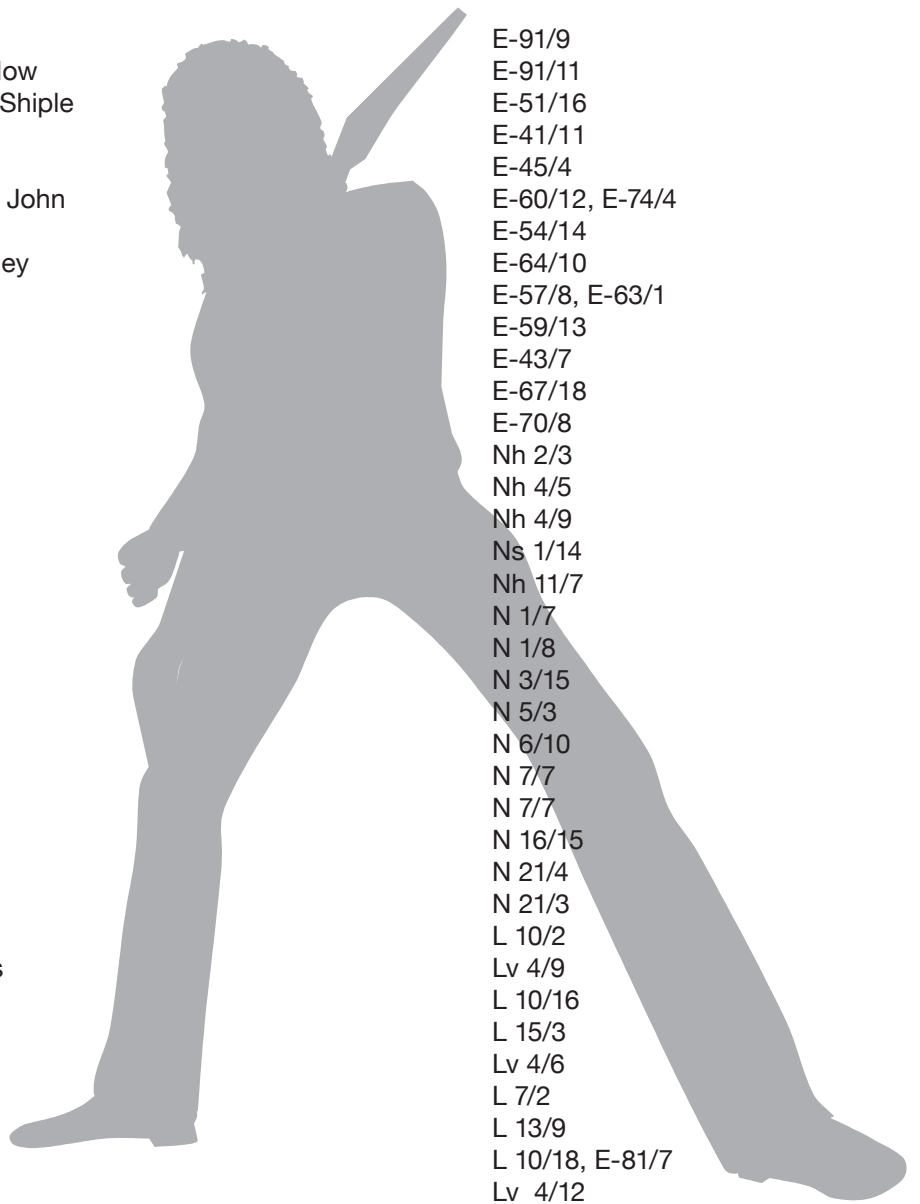 E-91/9
low E-91/11
Shiple E-51/16
E-41/11
E-45/4
John E-60/12, E-74/4
E-54/14
ey E-64/10
E-57/8, E-63/1
E-59/13
E-43/7
E-67/18
E-70/8
Nh 2/3
Nh 4/5
Nh 4/9
Ns 1/14
Nh 11/7
N 1/7
N 1/8
N 3/15
N 5/3
N 6/10
N 7/7
N 7/7
N 16/15
N 21/4
N 21/3
L 10/2
s Lv 4/9
L 10/16
L 15/3
Lv 4/6
L 7/2
L 13/9
L 10/18, E-81/7
Lv 4/12